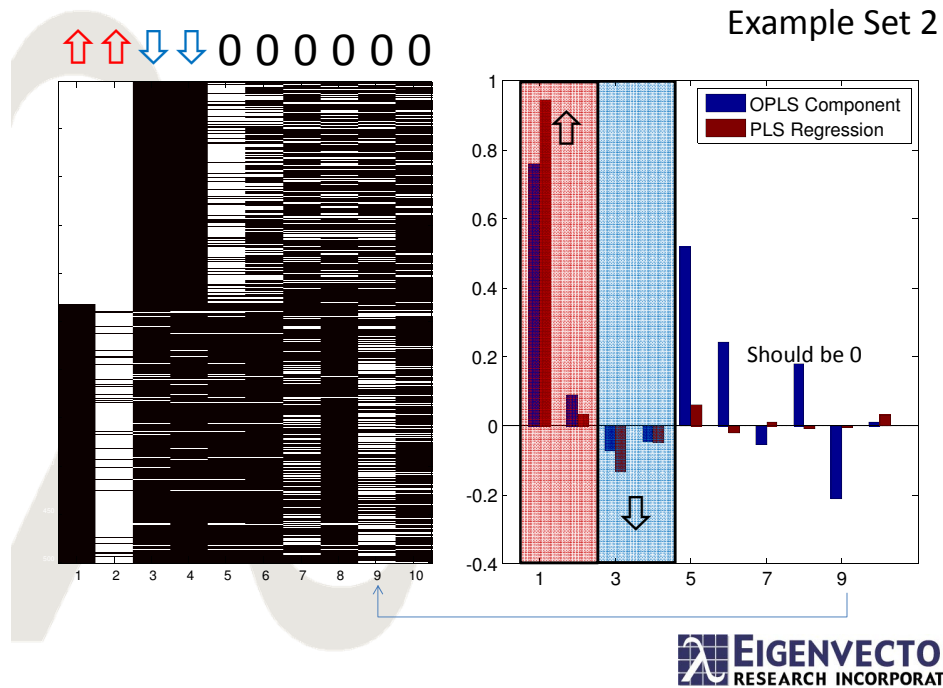 Example Set 2
0 0 0 0 0 0
450
500
1 2 3 4 5 6 7 8 9 10
1
0.8
0.6
0.4
0.2
0
-0.2
-0.4
OPLS Component
PLS Regression
Should be 0
1 3 5 7 9
λ
EIGENVECTO
RESEARCH INCORPORAT